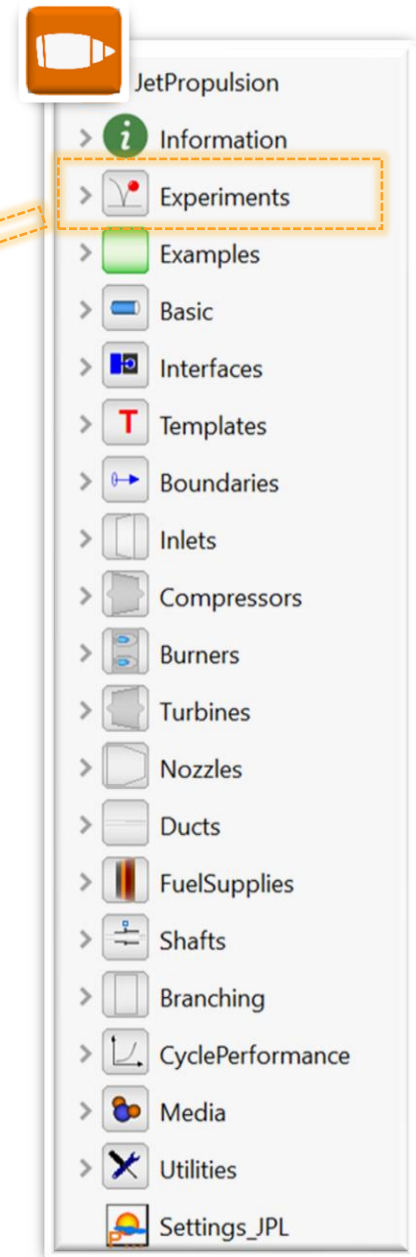 JetPropulsion
Information
Experiments
Examples
Basic
Interfaces
Templates
Boundaries
Inlets
Compressors
Burners
Turbines
Nozzles
Ducts
FuelSupplies
Shafts
Branching
CyclePerformance
Media
Utilities
Settings_JPL